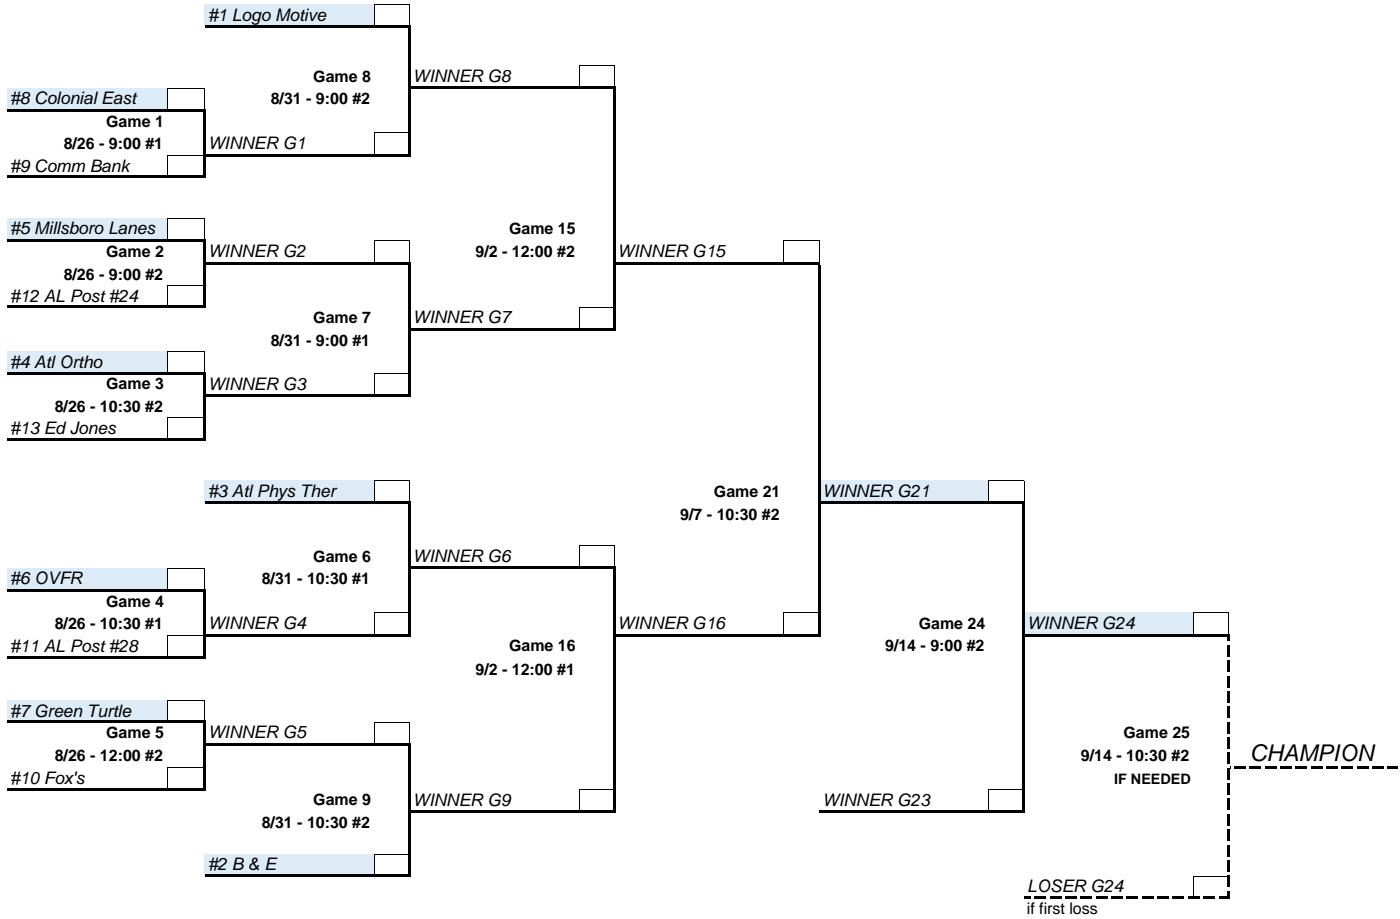 #1 Logo Motive
Game 8
8/31 - 9:00 #2
WINNER G8
#8 Colonial East
Game 1
8/26 - 9:00 #1
WINNER G1
#9 Comm Bank
#5 Millsboro Lanes
Game 2
8/26 - 9:00 #2
WINNER G2
#12 AL Post #24
Game 15
9/2 - 12:00 #2
WINNER G15
Game 7
8/31 - 9:00 #1
WINNER G7
#4 Atl Ortho
Game 3
8/26 - 10:30 #2
WINNER G3
#13 Ed Jones
#3 Atl Phys Ther
Game 21
9/7 - 10:30 #2
WINNER G21
Game 6
8/31 - 10:30 #1
WINNER G6
#6 OVFR
Game 4
8/26 - 10:30 #1
WINNER G4
#11 AL Post #28
WINNER G16
Game 16
9/2 - 12:00 #1
Game 24
9/14 - 9:00 #2
WINNER G24
#7 Green Turtle
Game 5
8/26 - 12:00 #2
WINNER G5
#10 Fox's
Game 9
8/31 - 10:30 #2
WINNER G9
#2 B & E
WINNER G23
Game 25
9/14 - 10:30 #2
IF NEEDED
CHAMPION
LOSER G24
if first loss